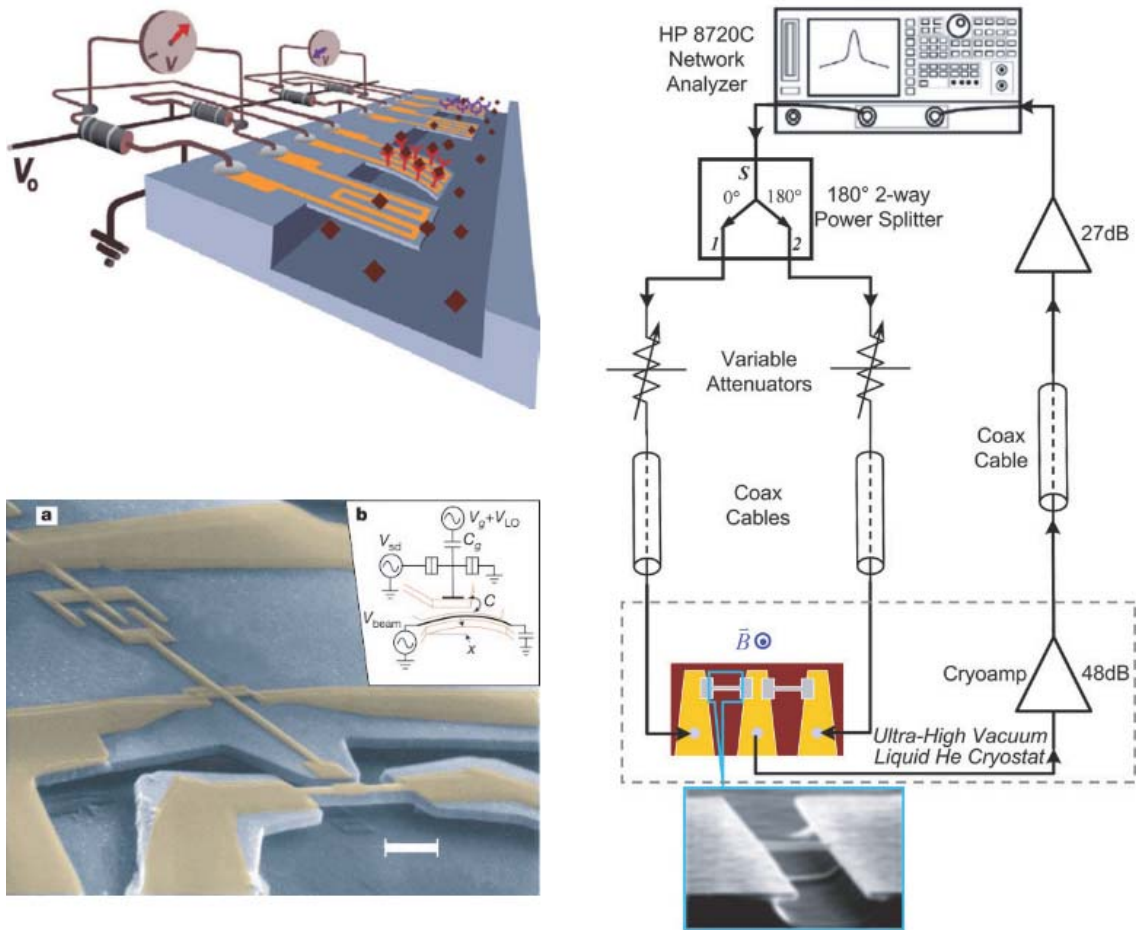 V
V
V₀
HP 8720C
Network
Analyzer
S
0°
180°
1
2
180° 2-way
Power Splitter
27dB
Variable
Attenuators
Coax
Cable
Coax
Cables
B̄
Cryoamp
48dB
Ultra-High Vacuum
Liquid He Cryostat
a
b
Vg+VLO
Cg
Vsd
C
Vbeam
x